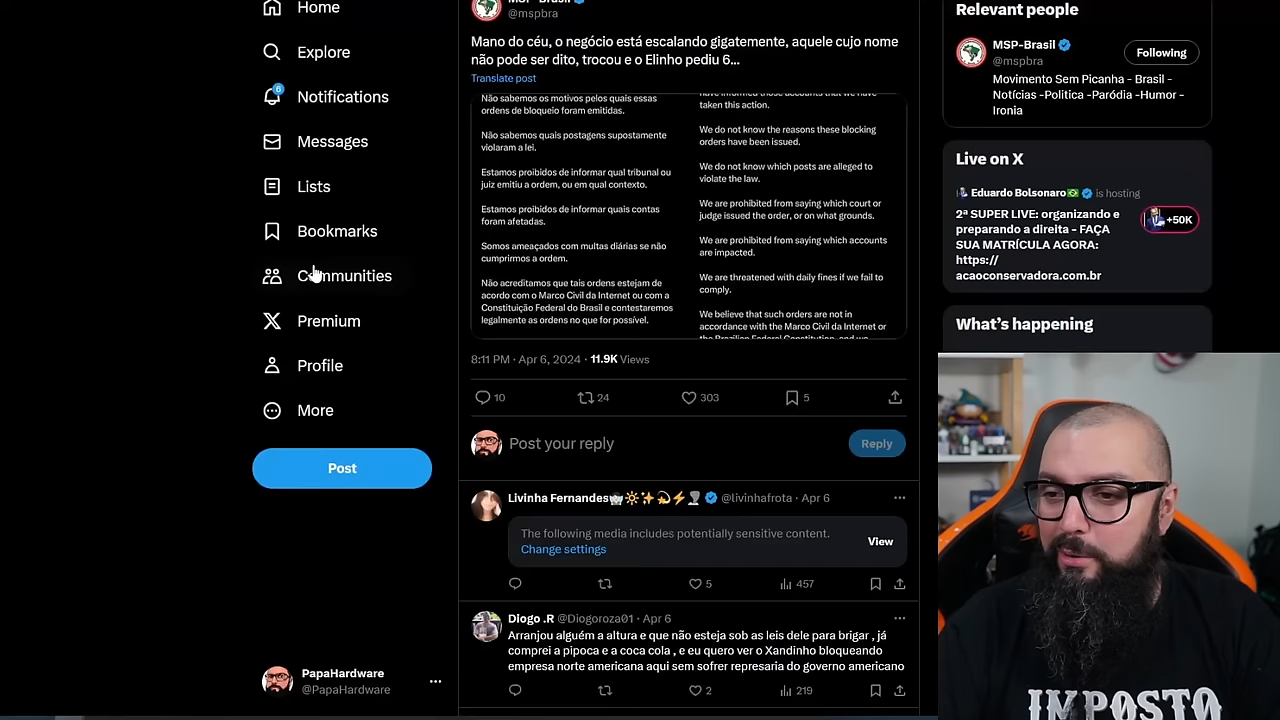 Home
Explore
6
Notifications
Messages
Lists
Bookmarks
Communities
Premium
Profile
More
Post
PapaHardware
@PapaHardware
MSP-Brasil
@mspbra
Mano do céu, o negócio está escalando gigatemente, aquele cujo nome
não pode ser dito, trocou e o Elinho pediu 6...
Translate post
Não sabemos os motivos pelos quais essas
ordens de bloqueio foram emitidas.
Não sabemos quais postagens supostamente
violaram a lei.
Estamos proibidos de informar qual tribunal ou
juiz emitiu a ordem, ou em qual contexto.
Estamos proibidos de informar quais contas
foram afetadas.
Somos ameaçados com multas diárias se não
cumprirmos a ordem.
Não acreditamos que tais ordens estejam de
acordo com o Marco Civil da Internet ou com a
Constituição Federal do Brasil e contestaremos
legalmente as ordens no que for possível.
have informed those accounts that we have
taken this action.
We do not know the reasons these blocking
orders have been issued.
We do not know which posts are alleged to
violate the law.
We are prohibited from saying which court or
judge issued the order, or on what grounds.
We are prohibited from saying which accounts
are impacted.
We are threatened with daily fines if we fail to
comply.
We believe that such orders are not in
accordance with the Marco Civil da Internet or
the Brazilian Federal Constitution, and we
8:11 PM · Apr 6, 2024 · 11.9K Views
10 24 303 5
Post your reply
Reply
Livinha Fernandes @livinhafrota · Apr 6
The following media includes potentially sensitive content.
Change settings
View
5 457
Diogo .R @Diogoroza01 · Apr 6
Arranjou alguém a altura e que não esteja sob as leis dele para brigar , já
comprei a pipoca e a coca cola , e eu quero ver o Xandinho bloqueando
empresa norte americana aqui sem sofrer represaria do governo americano
2 219
Relevant people
MSP-Brasil
@mspbra
Following
Movimento Sem Picanha - Brasil -
Notícias -Politica -Paródia -Humor -
Ironia
Live on X
Eduardo Bolsonaro is hosting
2ª SUPER LIVE: organizando e
preparando a direita - FAÇA
SUA MATRÍCULA AGORA:
https://
acaoconservadora.com.br
+50K
What's happening
IMPOSTO